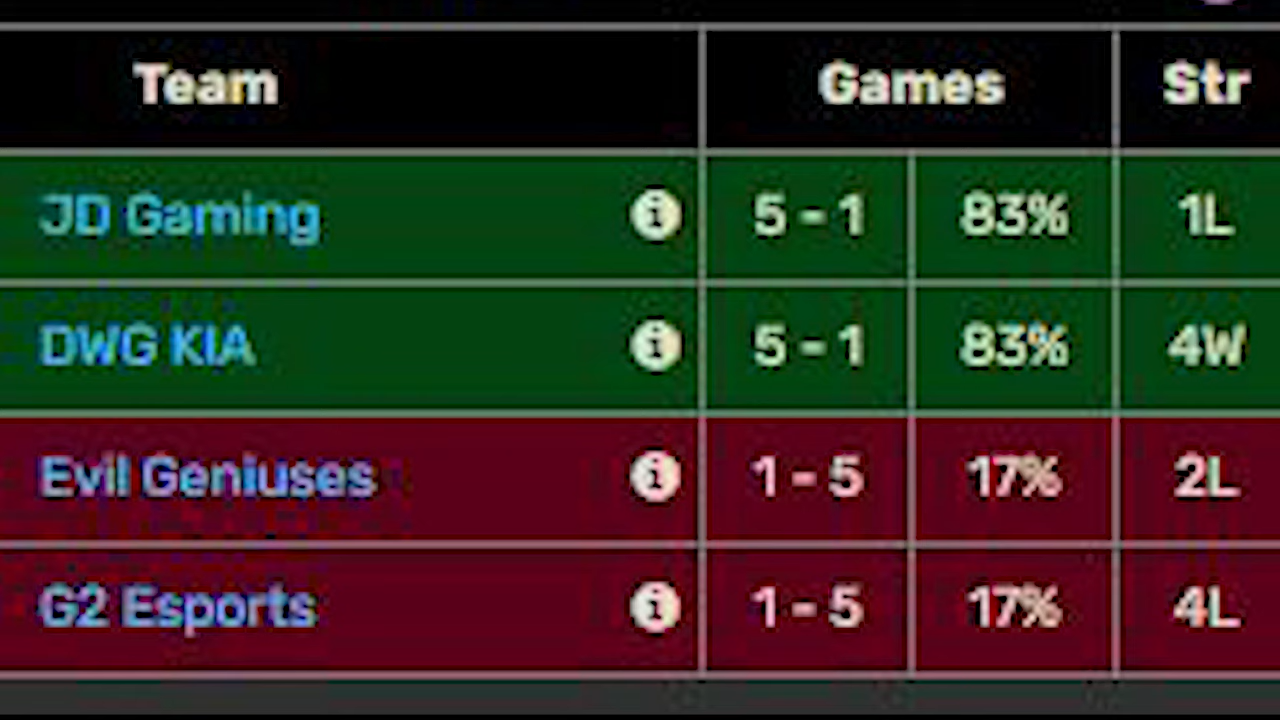 Team Games Str
JD Gaming 5 - 1 83% 1L
DWG KIA 5 - 1 83% 4W
Evil Geniuses 1 - 5 17% 2L
G2 Esports 1 - 5 17% 4L